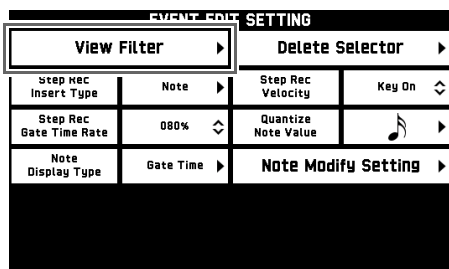 EVENT EDIT SETTING
View Filter
Delete Selector
Step Rec
Insert Type
Note
Step Rec
Velocity
Key On
Step Rec
Gate Time Rate
080%
Quantize
Note Value
Note
Display Type
Gate Time
Note Modify Setting